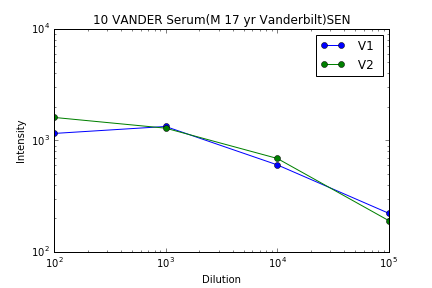 10 VANDER Serum(M 17 yr Vanderbilt)SEN
10^4
V1
V2
10^3
Intensity
10^2
10^2 10^3 10^4 10^5
Dilution